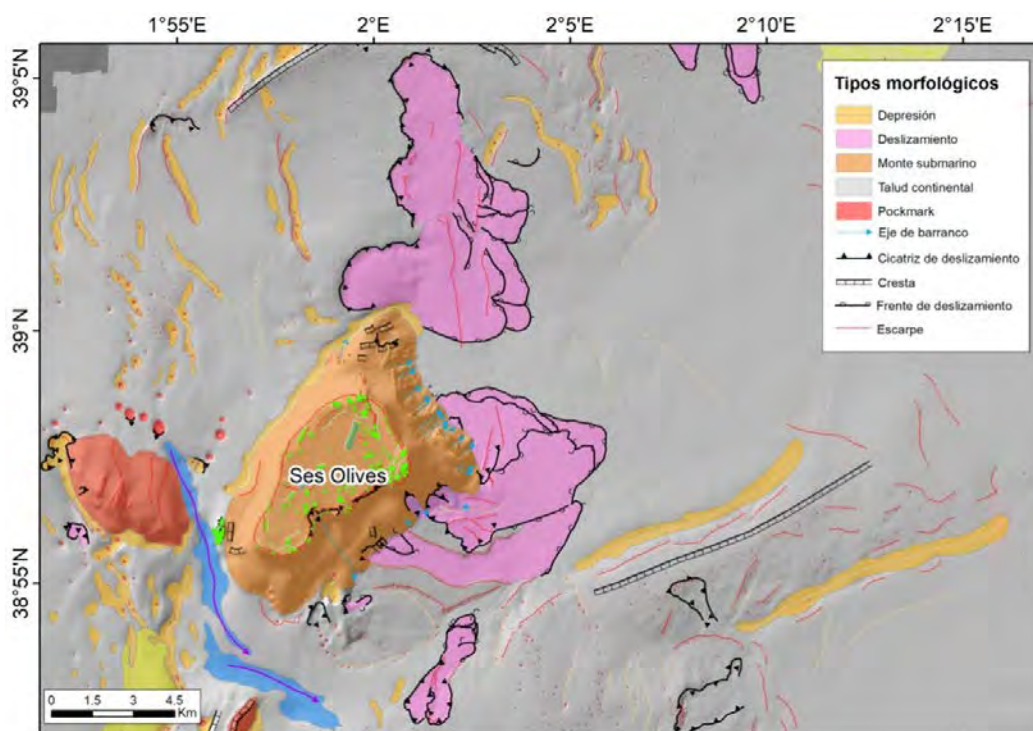 1°55'E
2°E
2°5'E
2°10'E
2°15'E
39°5'N
39°N
38°55'N
Tipos morfológicos
Depresión
Deslizamiento
Monte submarino
Talud continental
Pockmark
Eje de barranco
Cicatriz de deslizamiento
Cresta
Frente de deslizamiento
Escarpe
Ses Olives
0 1.5 3 4.5
Km